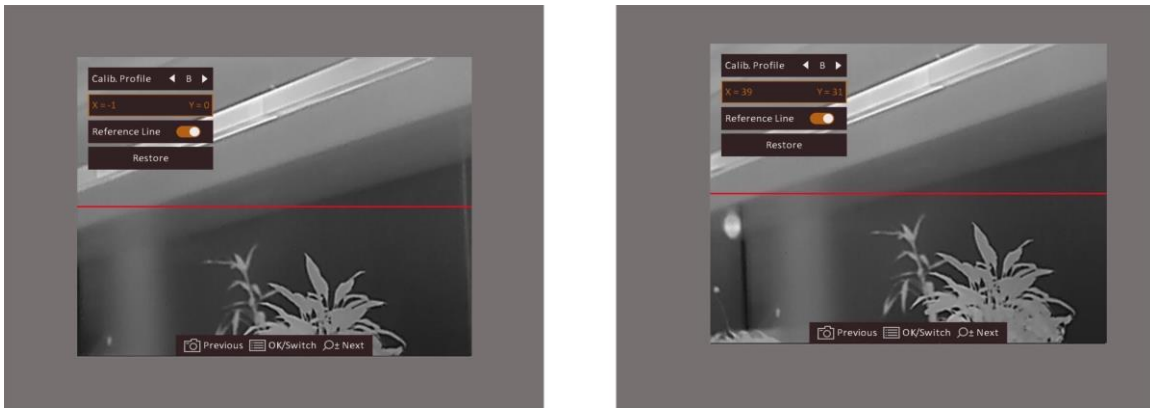 Calib. Profile B
X = -1 Y = 0
Reference Line
Restore
Previous OK/Switch ± Next
Calib. Profile B
X = 39 Y = 31
Reference Line
Restore
Previous OK/Switch ± Next